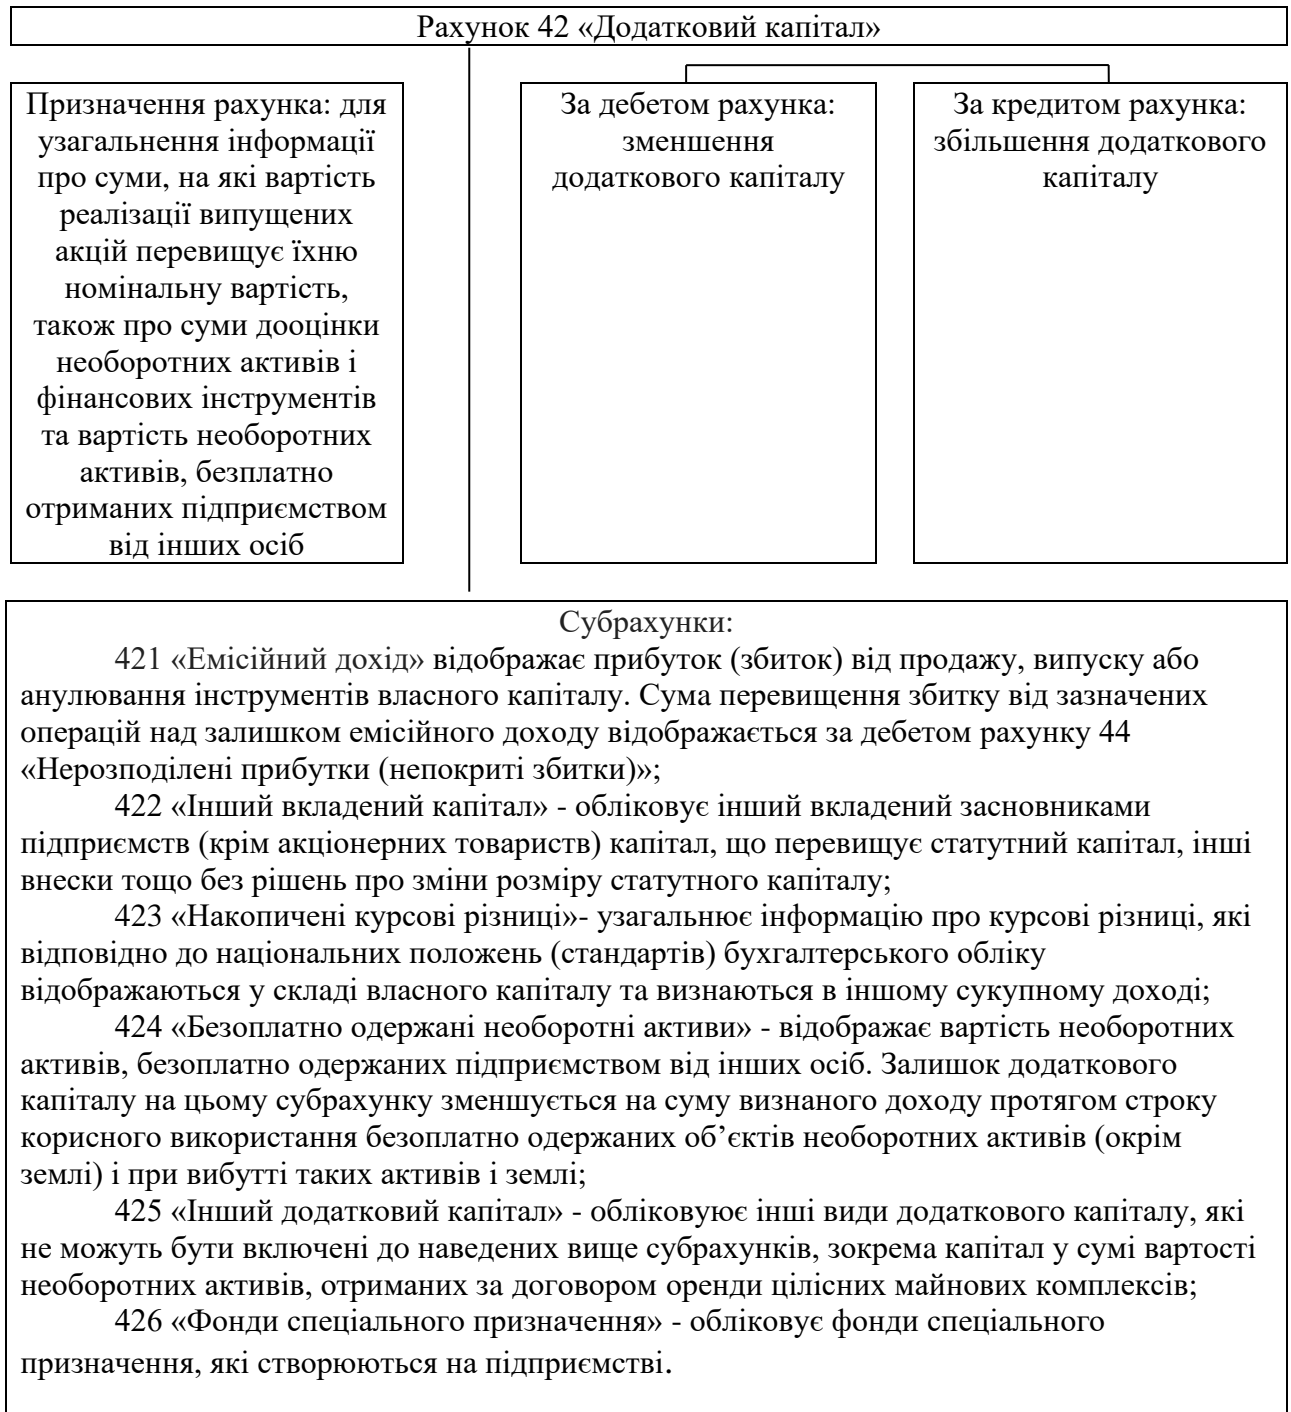 Рахунок 42 «Додатковий капітал»
Призначення рахунка: для
узагальнення інформації
про суми, на які вартість
реалізації випущених
акцій перевищує їхню
номінальну вартість,
також про суми дооцінки
необоротних активів і
фінансових інструментів
та вартість необоротних
активів, безплатно
отриманих підприємством
від інших осіб
За дебетом рахунка:
зменшення
додаткового капіталу
За кредитом рахунка:
збільшення додаткового
капіталу
Субрахунки:
421 «Емісійний дохід» відображає прибуток (збиток) від продажу, випуску або
анулювання інструментів власного капіталу. Сума перевищення збитку від зазначених
операцій над залишком емісійного доходу відображається за дебетом рахунку 44
«Нерозподілені прибутки (непокриті збитки)»;
422 «Інший вкладений капітал» - обліковує інший вкладений засновниками
підприємств (крім акціонерних товариств) капітал, що перевищує статутний капітал, інші
внески тощо без рішень про зміни розміру статутного капіталу;
423 «Накопичені курсові різниці»- узагальнює інформацію про курсові різниці, які
відповідно до національних положень (стандартів) бухгалтерського обліку
відображаються у складі власного капіталу та визнаються в іншому сукупному доході;
424 «Безоплатно одержані необоротні активи» - відображає вартість необоротних
активів, безоплатно одержаних підприємством від інших осіб. Залишок додаткового
капіталу на цьому субрахунку зменшується на суму визнаного доходу протягом строку
корисного використання безоплатно одержаних об’єктів необоротних активів (окрім
землі) і при вибутті таких активів і землі;
425 «Інший додатковий капітал» - обліковуює інші види додаткового капіталу, які
не можуть бути включені до наведених вище субрахунків, зокрема капітал у сумі вартості
необоротних активів, отриманих за договором оренди цілісних майнових комплексів;
426 «Фонди спеціального призначення» - обліковує фонди спеціального
призначення, які створюються на підприємстві.